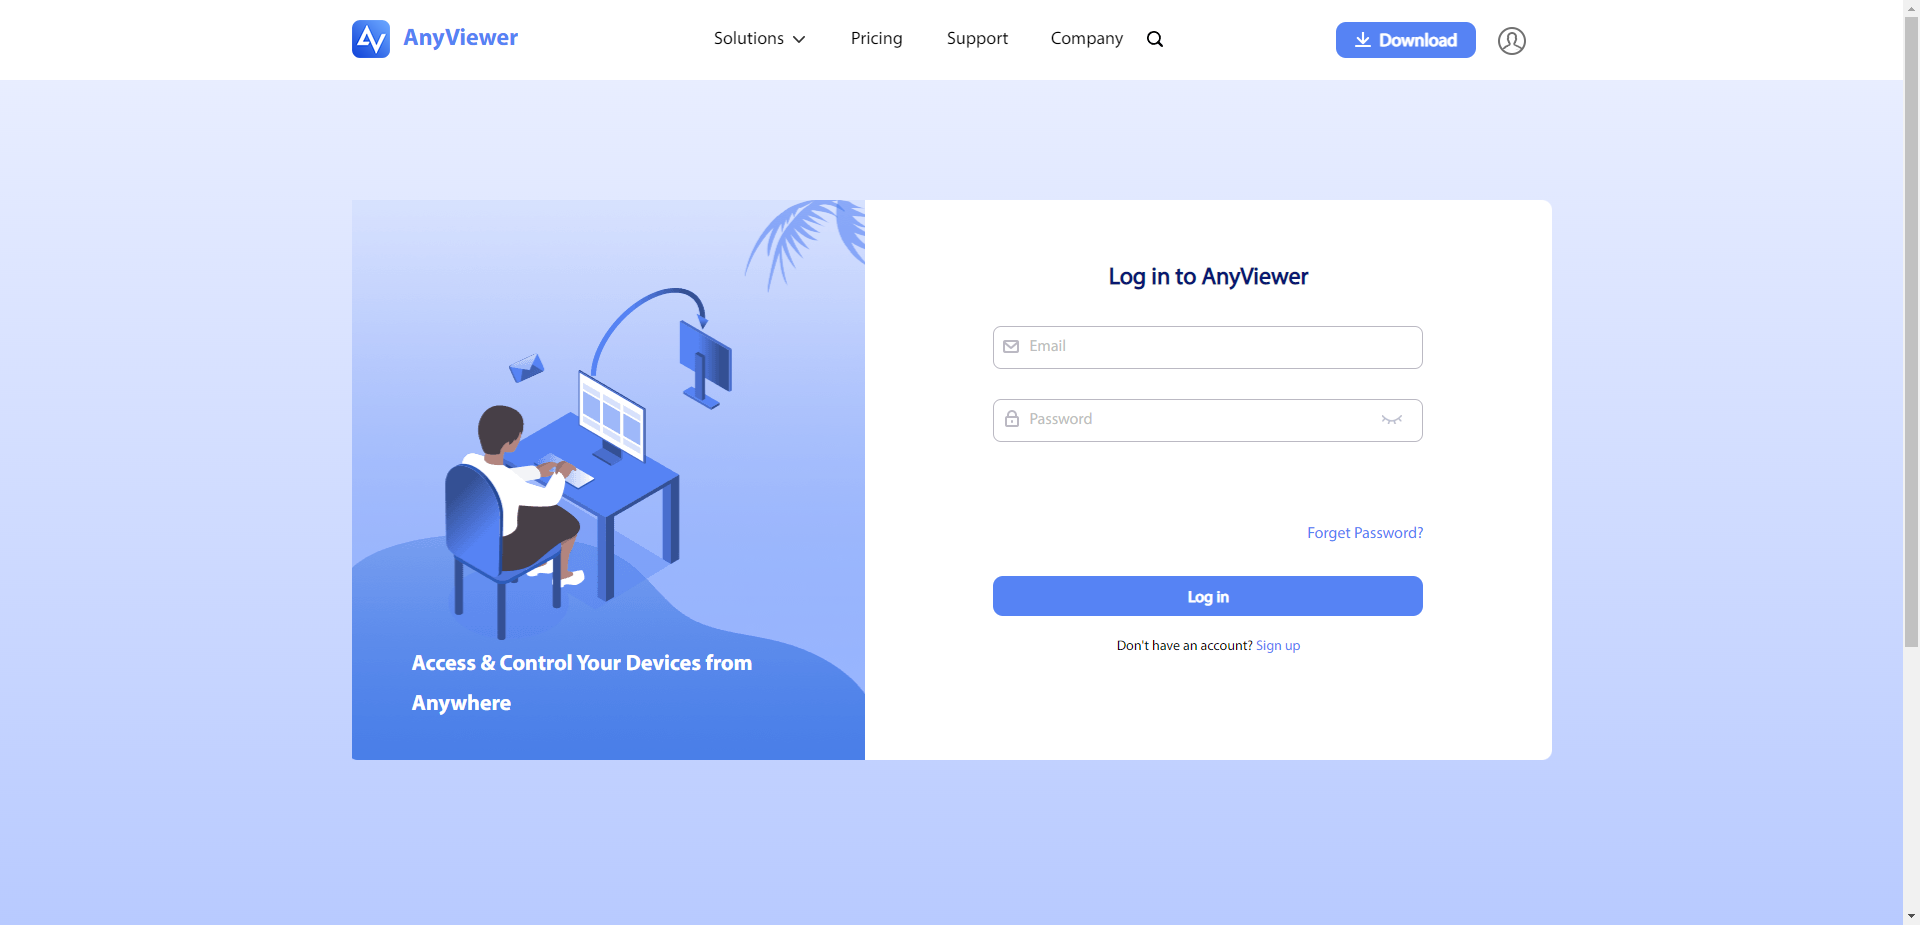 AnyViewer
Solutions
Pricing
Support
Company
Download
Access & Control Your Devices from
Anywhere
Log in to AnyViewer
Email
Password
Forget Password?
Log in
Don't have an account? Sign up